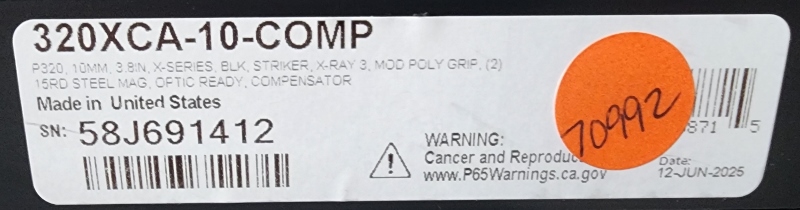 320XCA-10-COMP
P320, 10MM, 3.8IN, X-SERIES, BLK, STRIKER, X-RAY 3, MOD POLY GRIP, (2)
15RD STEEL MAG, OPTIC READY, COMPENSATOR
Made in United States
SN: 58J691412
70992
871 5
WARNING:
Cancer and Reproduc
www.P65Warnings.ca.gov
Date:
12-JUN-2025